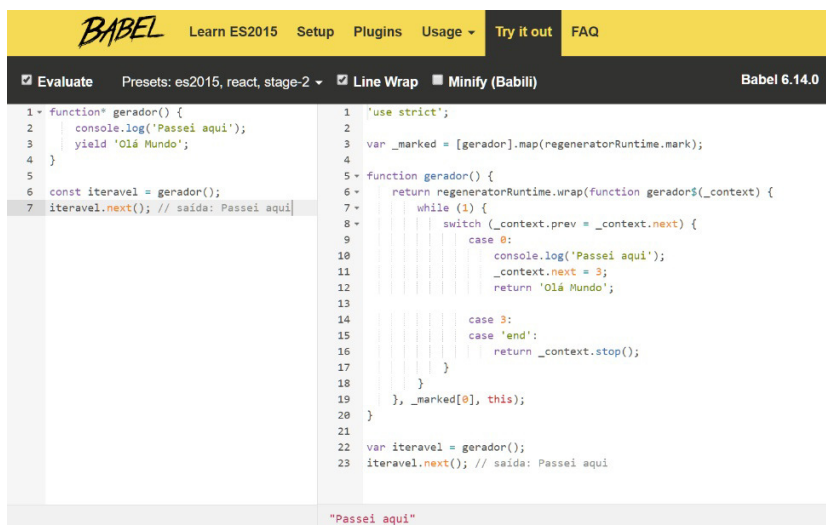 BABEL Learn ES2015 Setup Plugins Usage Try it out FAQ
Evaluate Presets: es2015, react, stage-2 Line Wrap Minify (Babili) Babel 6.14.0
1 function* gerador() {
2 console.log('Passei aqui');
3 yield 'Olá Mundo';
4 }
5
6 const iteravel = gerador();
7 iteravel.next(); // saída: Passei aqui
1 'use strict';
2
3 var _marked = [gerador].map(regeneratorRuntime.mark);
4
5 function gerador() {
6 return regeneratorRuntime.wrap(function gerador$(_context) {
7 while (1) {
8 switch (_context.prev = _context.next) {
9 case 0:
10 console.log('Passei aqui');
11 _context.next = 3;
12 return 'Olá Mundo';
13
14 case 3:
15 case 'end':
16 return _context.stop();
17 }
18 }
19 }, _marked[0], this);
20 }
21
22 var iteravel = gerador();
23 iteravel.next(); // saída: Passei aqui
"Passei aqui"